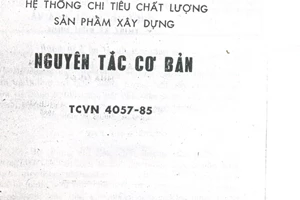 HỆ THỐNG CHỈ TIÊU CHẤT LƯỢNG
SẢN PHẨM XÂY DỰNG
NGUYÊN TẮC CƠ BẢN
TCVN 4057-85